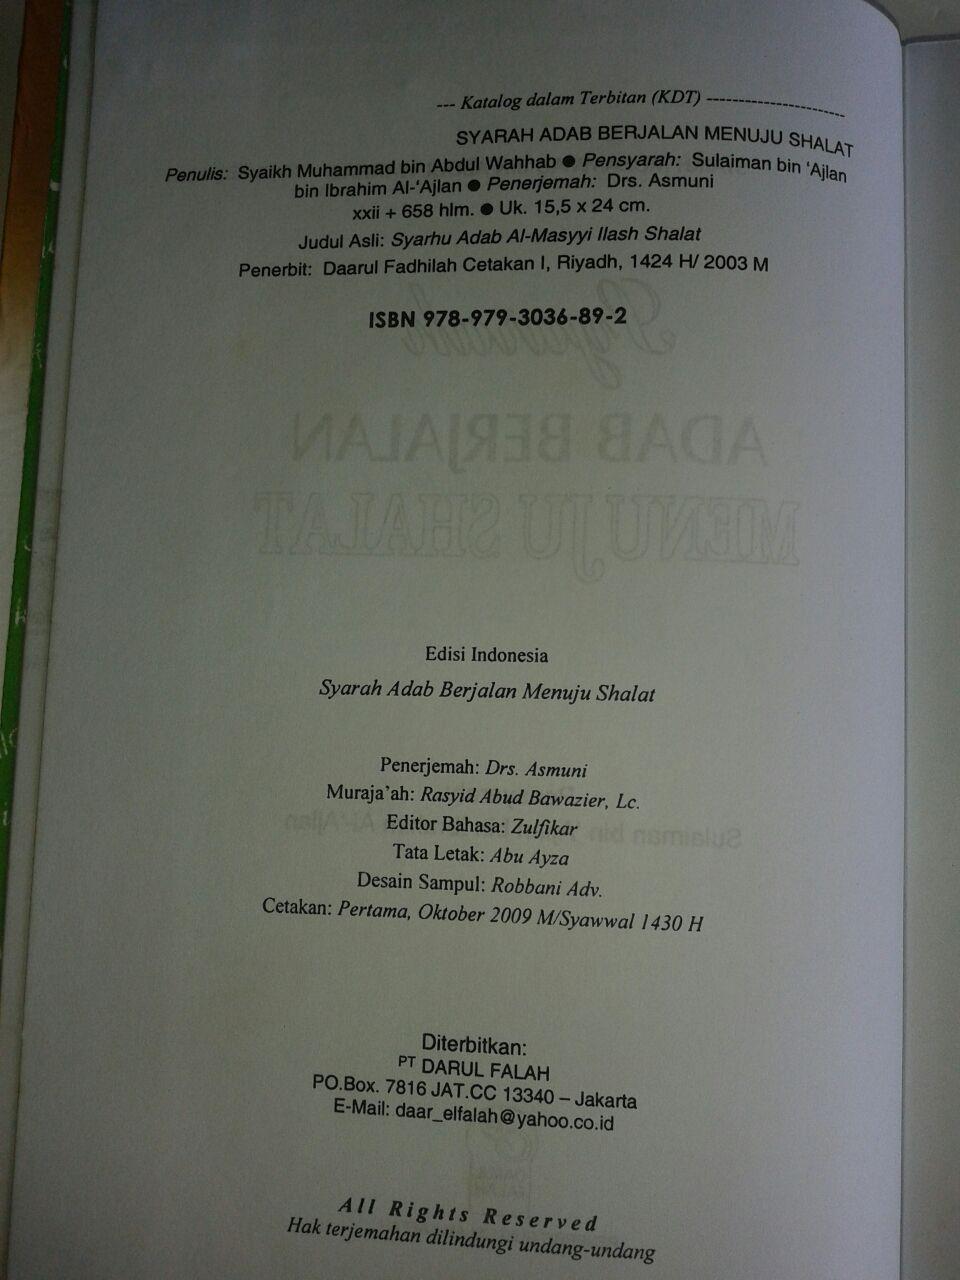 --- Katalog dalam Terbitan (KDT) ----------------------
SYARAH ADAB BERJALAN MENUJU SHALAT
Penulis: Syaikh Muhammad bin Abdul Wahhab ● Pensyarah: Sulaiman bin ‘Ajlan
bin Ibrahim Al-‘Ajlan ● Penerjemah: Drs. Asmuni
xxii + 658 hlm. ● Uk. 15,5 x 24 cm.
Judul Asli: Syarhu Adab Al-Masyyi Ilash Shalat
Penerbit: Daarul Fadhilah Cetakan I, Riyadh, 1424 H/ 2003 M
ISBN 978-979-3036-89-2
ADAB BERJALAN
MENUJU SHALAT
Edisi Indonesia
Syarah Adab Berjalan Menuju Shalat
Penerjemah: Drs. Asmuni
Muraja’ah: Rasyid Abud Bawazier, Lc.
Editor Bahasa: Zulfikar
Tata Letak: Abu Ayza
Desain Sampul: Robbani Adv.
Cetakan: Pertama, Oktober 2009 M/Syawwal 1430 H
Diterbitkan:
PT DARUL FALAH
PO.Box. 7816 JAT.CC 13340 – Jakarta
E-Mail: daar_elfalah@yahoo.co.id
All Rights Reserved
Hak terjemahan dilindungi undang-undang